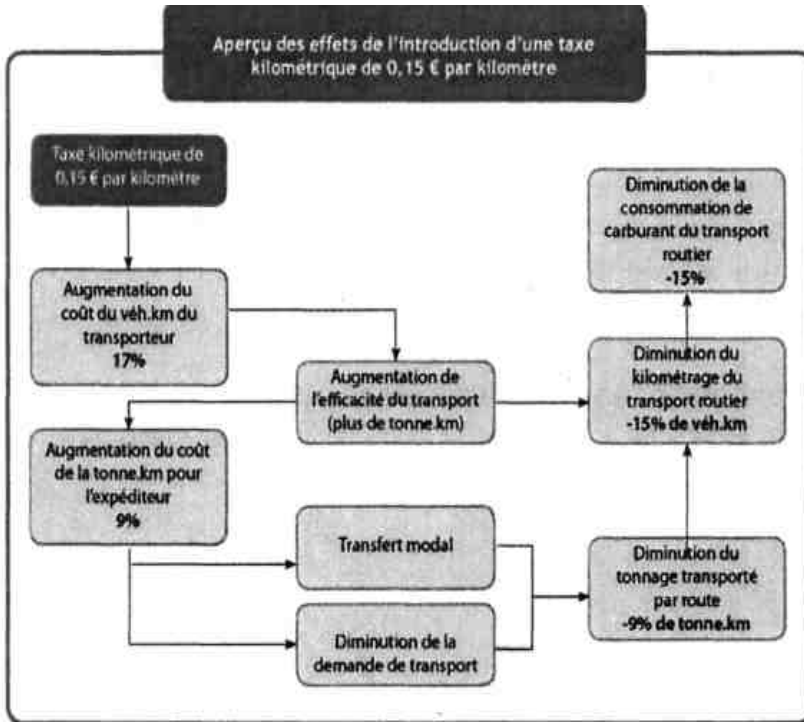 Aperçu des effets de l'introduction d'une taxe
kilométrique de 0,15 € par kilomètre
Taxe kilométrique de
0,15 € par kilomètre
Augmentation du
coût du véh.km du
transporteur
17%
Augmentation de
l'efficacité du transport
(plus de tonne.km)
Augmentation du coût
de la tonne.km pour
l'expéditeur
9%
Transfert modal
Diminution de la
demande de transport
Diminution du
tonnage transporté
par route
-9% de tonne.km
Diminution du
kilométrage du
transport routier
-15% de véh.km
Diminution de la
consommation de
carburant du transport
routier
-15%